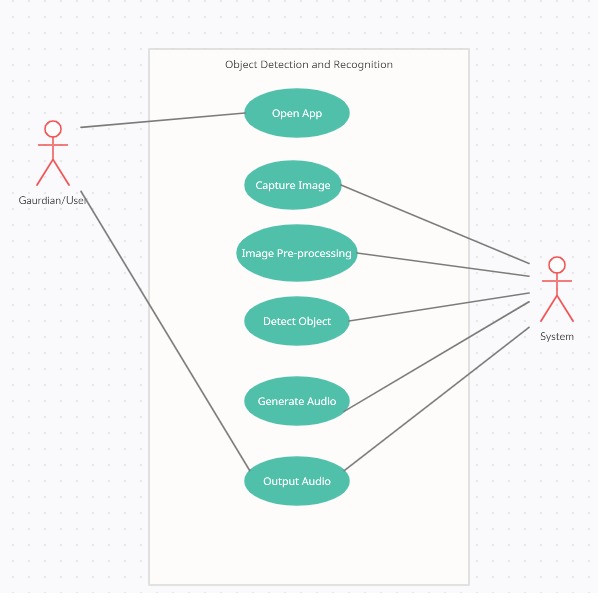 Object Detection and Recognition
Open App
Capture Image
Gaurdian/User
Image Pre-processing
Detect Object
System
Generate Audio
Output Audio